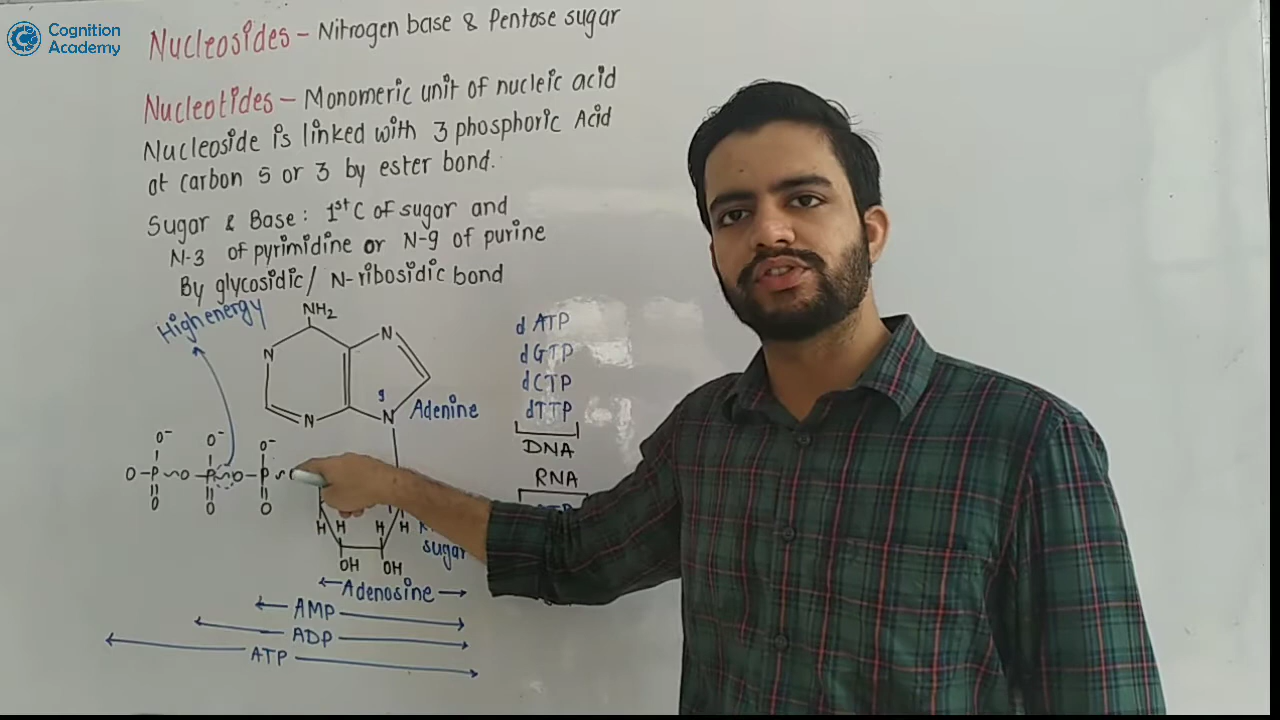 Cognition
Academy
Nucleosides - Nitrogen base & Pentose sugar
Nucleotides - Monomeric unit of nucleic acid
Nucleoside is linked with 3 phosphoric Acid
at carbon 5 or 3 by ester bond.
Sugar & Base: 1st C of sugar and
N-3 of pyrimidine or N-9 of purine
By glycosidic/ N-ribosidic bond
High energy
NH2
N
N
N
9
N
Adenine
d ATP
dGTP
dCTP
dTTP
DNA
RNA
O- O- O-
O-P~O-P~O-P~
O O O
H H H H
sugar
OH OH
Adenosine
AMP
ADP
ATP